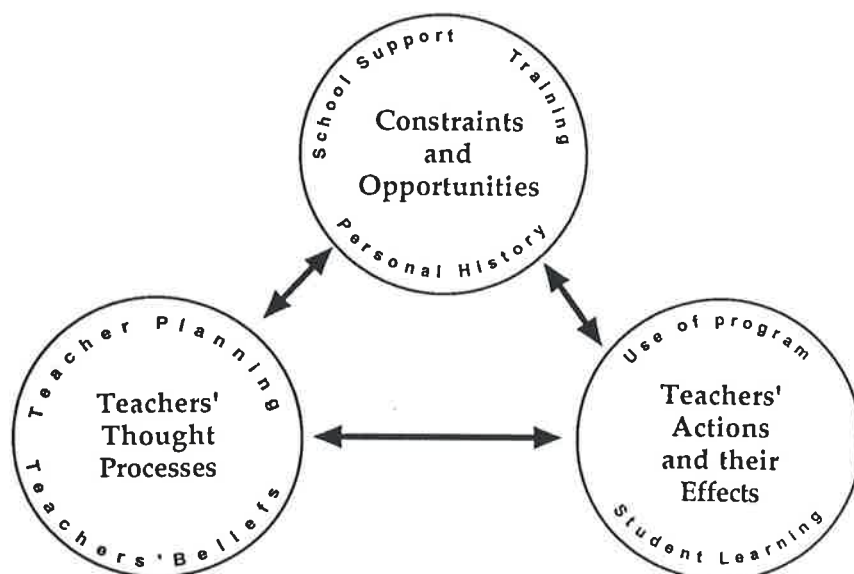 School Support
Training
Constraints
and
Opportunities
Personal History
Teacher Planning
Teachers'
Thought
Processes
Teachers' Beliefs
Use of program
Teachers'
Actions
and their
Effects
Student Learning